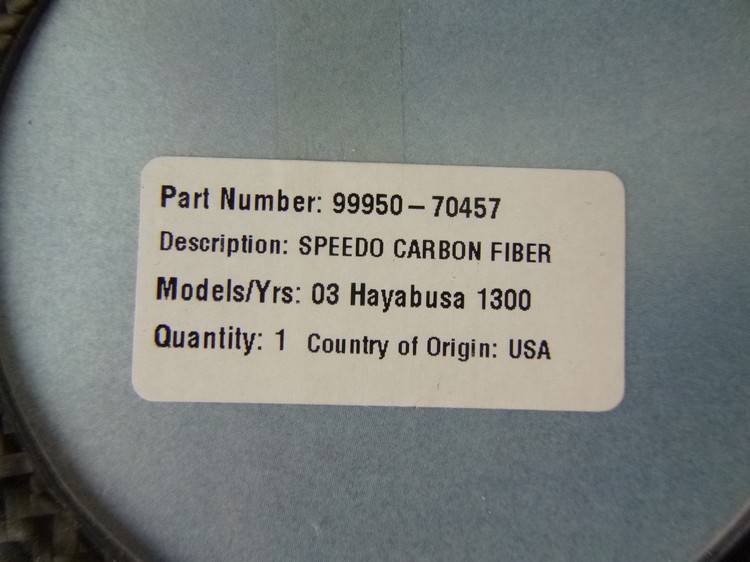 Part Number: 99950-70457
Description: SPEEDO CARBON FIBER
Models/Yrs: 03 Hayabusa 1300
Quantity: 1 Country of Origin: USA